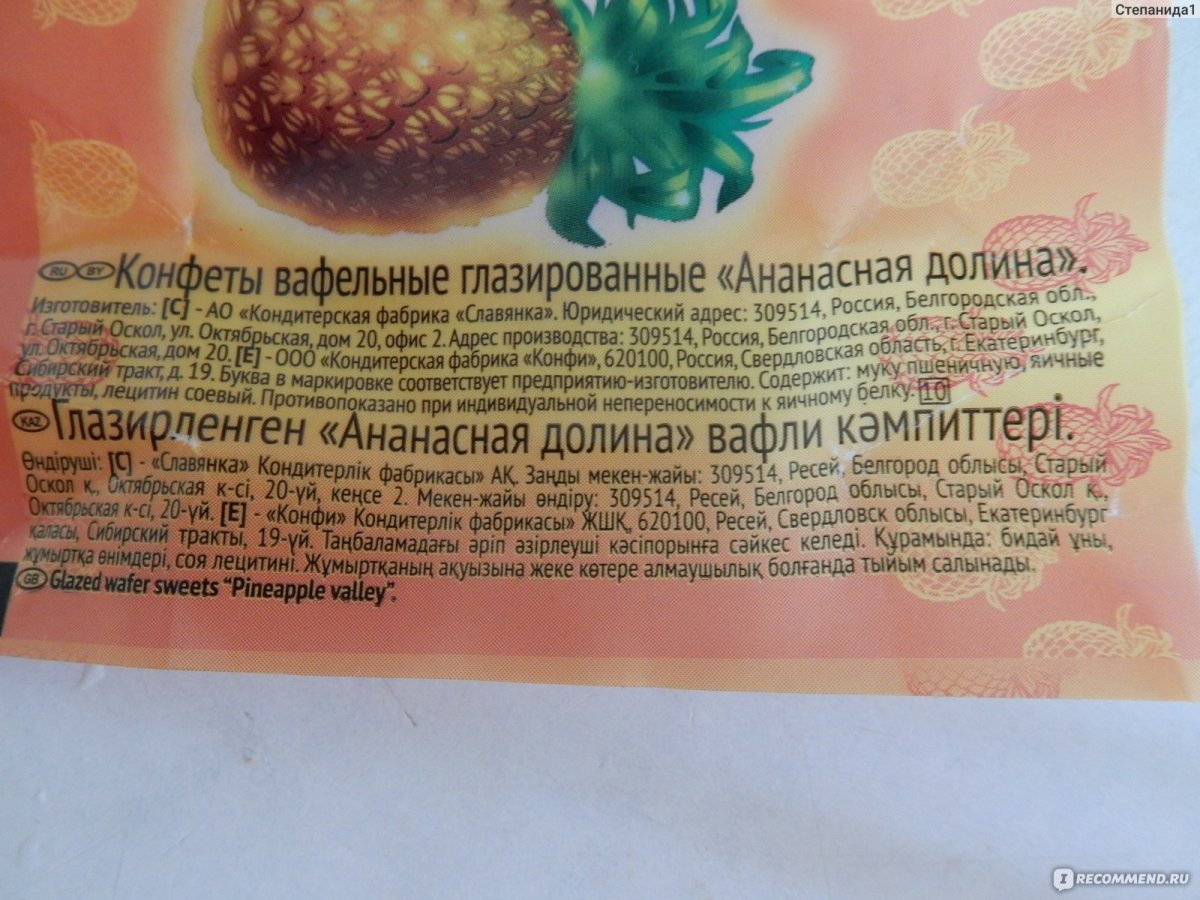 Степанида1
RU BY Конфеты вафельные глазированные «Ананасная долина».
Изготовитель: [С] - АО «Кондитерская фабрика «Славянка». Юридический адрес: 309514, Россия, Белгородская обл.,
г. Старый Оскол, ул. Октябрьская, дом 20, офис 2. Адрес производства: 309514, Россия, Белгородская обл., г. Старый Оскол,
ул. Октябрьская, дом 20. [Е] - ООО «Кондитерская фабрика «Конфи», 620100, Россия, Свердловская область, г. Екатеринбург,
Сибирский тракт, д. 19. Буква в маркировке соответствует предприятию-изготовителю. Содержит: муку пшеничную, яичные
продукты, лецитин соевый. Противопоказано при индивидуальной непереносимости к яичному белку. 10
KAZ Глазирленген «Ананасная долина» вафли кәмпиттері.
Өндіруші: [С] - «Славянка» Кондитерлік фабрикасы» АҚ. Заңды мекен-жайы: 309514, Ресей, Белгород облысы, Старый
Оскол қ., Октябрьская к-сі, 20-үй, кеңсе 2. Мекен-жайы өндіру: 309514, Ресей, Белгород облысы, Старый Оскол қ.,
Октябрьская к-сі, 20-үй. [Е] - «Конфи» Кондитерлік фабрикасы» ЖШҚ, 620100, Ресей, Свердловск облысы, Екатеринбург
қаласы, Сибирский тракты, 19-үй. Таңбаламадағы әріп әзірлеуші кәсіпорынға сәйкес келеді. Құрамында: бидай ұны,
жұмыртқа өнімдері, соя лецитині. Жұмыртқаның ақуызына жеке көтере алмаушылық болғанда тыйым салынады.
GB Glazed wafer sweets “Pineapple valley”.
IRECOMMEND.RU